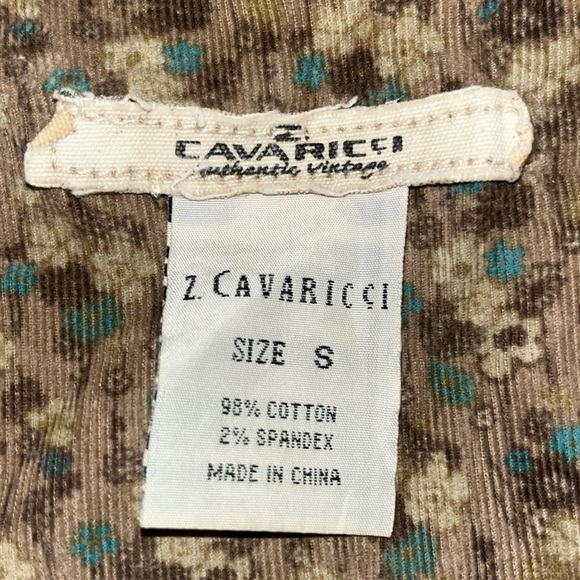 Z.
CAVARICCI
authentic vintage
Z. CAVARICCI
SIZE S
98% COTTON
2% SPANDEX
MADE IN CHINA